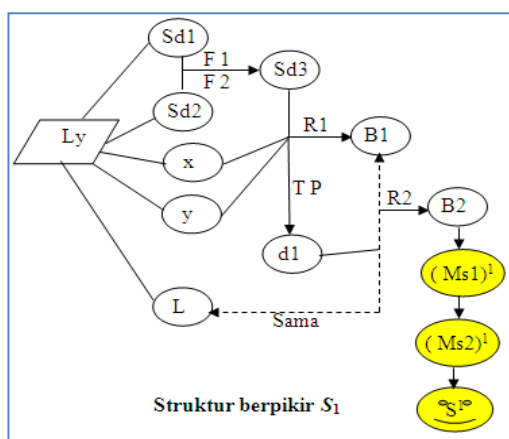 Sd1
F 1
F 2
Sd3
Sd2
Ly
R1
B1
x
T P
y
R2
B2
d1
( Ms1)¹
L
Sama
( Ms2)¹
S¹
Struktur berpikir S₁